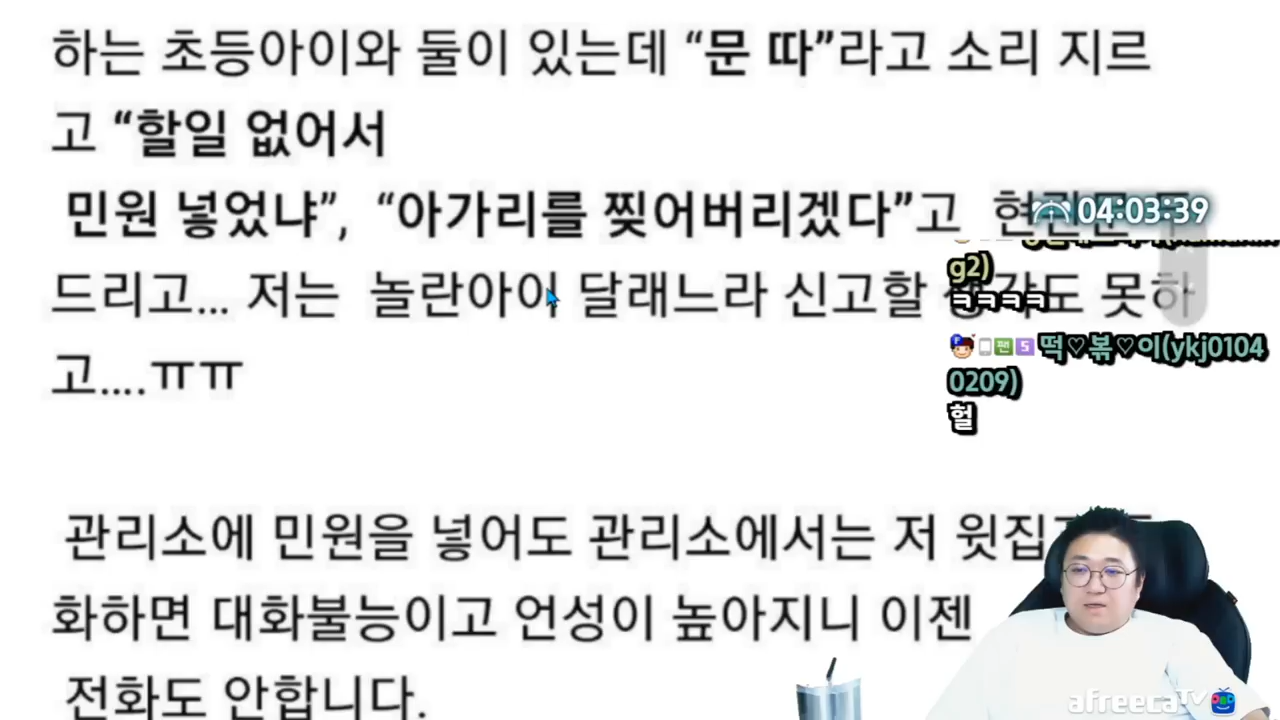 하는 초등아이와 둘이 있는데 “문 따”라고 소리 지르
고 “할일 없어서
민원 넣었냐”, “아가리를 찢어버리겠다”고
04:03:39
드리고... 저는 놀란아이 달래느라 신고할 생각도 못하
g2)
ㅋㅋㅋㅋ
고....ㅠㅠ
떡♡볶♡이(ykj0104
0209)
헐
관리소에 민원을 넣어도 관리소에서는 저 윗집
화하면 대화불능이고 언성이 높아지니 이젠
전화도 안합니다.
afreecaTV